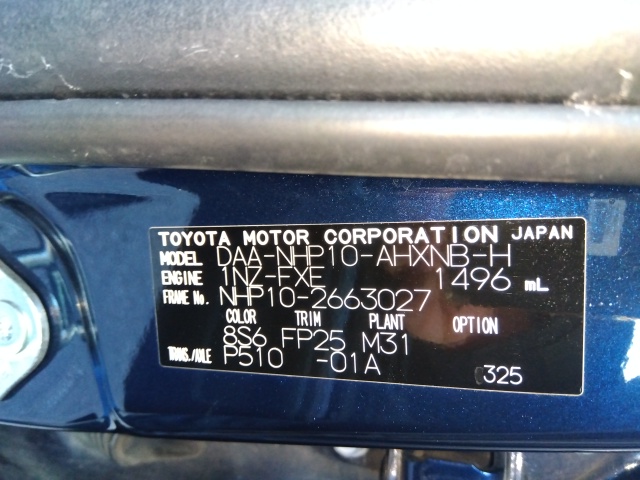 TOYOTA MOTOR CORPORATION JAPAN
MODEL DAA-NHP10-AHXNB-H
ENGINE 1NZ-FXE 1496 mL
FRAME No. NHP10-2663027
COLOR TRIM PLANT OPTION
8S6 FP25 M31
TRANS./AXLE P510 -01A
325